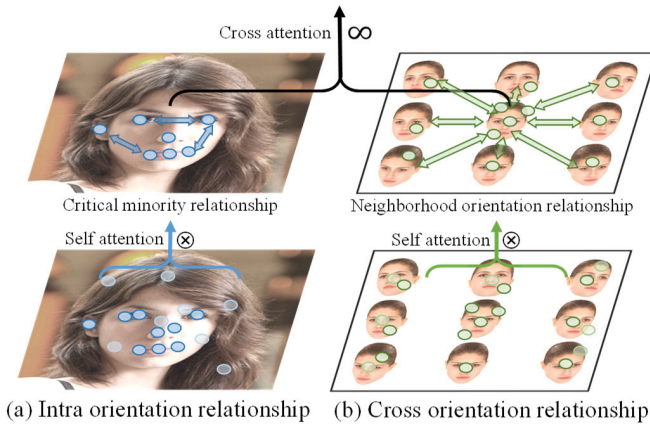 Cross attention ∞
Critical minority relationship
Neighborhood orientation relationship
Self attention ⊗
Self attention ⊗
(a) Intra orientation relationship
(b) Cross orientation relationship